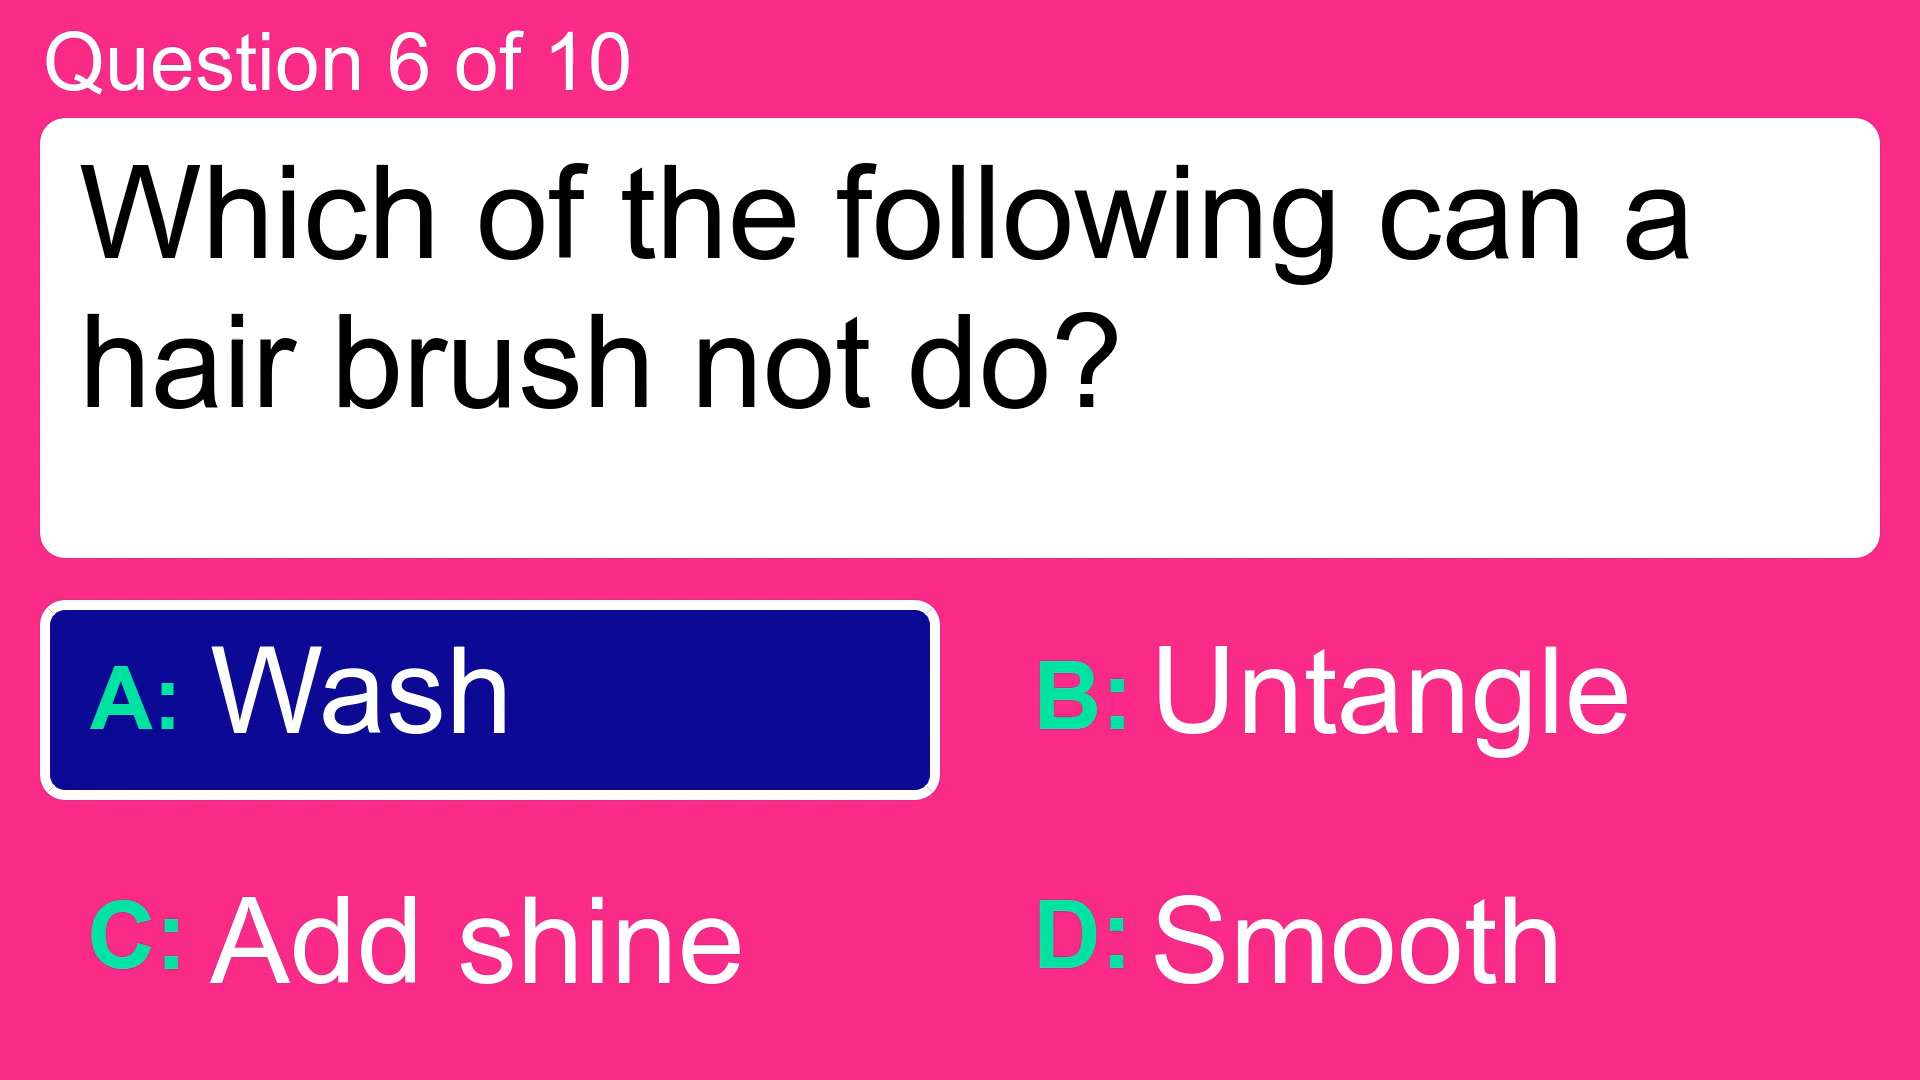 Question 6 of 10
Which of the following can a
hair brush not do?
A: Wash
B: Untangle
C: Add shine
D: Smooth